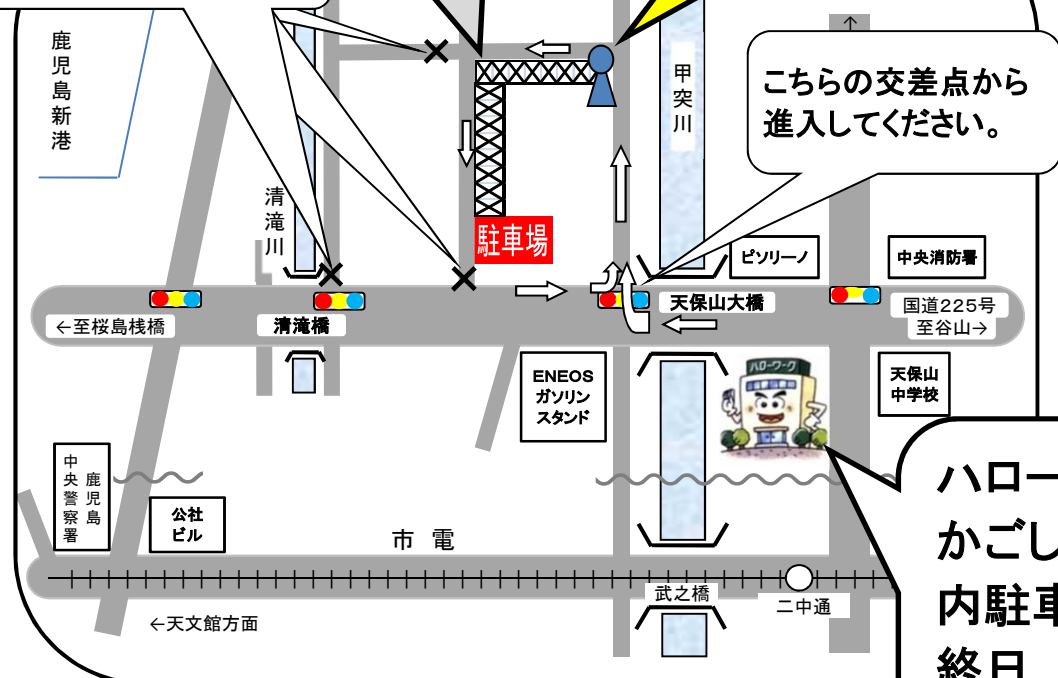 鹿児島新港
甲突川
こちらの交差点から
進入してください。
清滝川
駐車場
ピソリーノ
中央消防署
←至桜島桟橋
清滝橋
天保山大橋
国道225号
至谷山→
ENEOS
ガソリン
スタンド
ハローワーク
天保山
中学校
鹿児島
中央警察署
公社
ビル
市電
武之橋
二中通
←天文館方面
ハロー
かごし
内駐車
終日